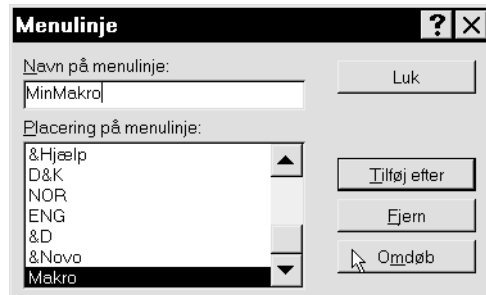 Menulinje
Navn på menulinje:
MinMakro
Luk
Placering på menulinje:
&Hjælp
D&K
NOR
ENG
&D
&Novo
Makro
Tilføj efter
Fjern
Omdøb